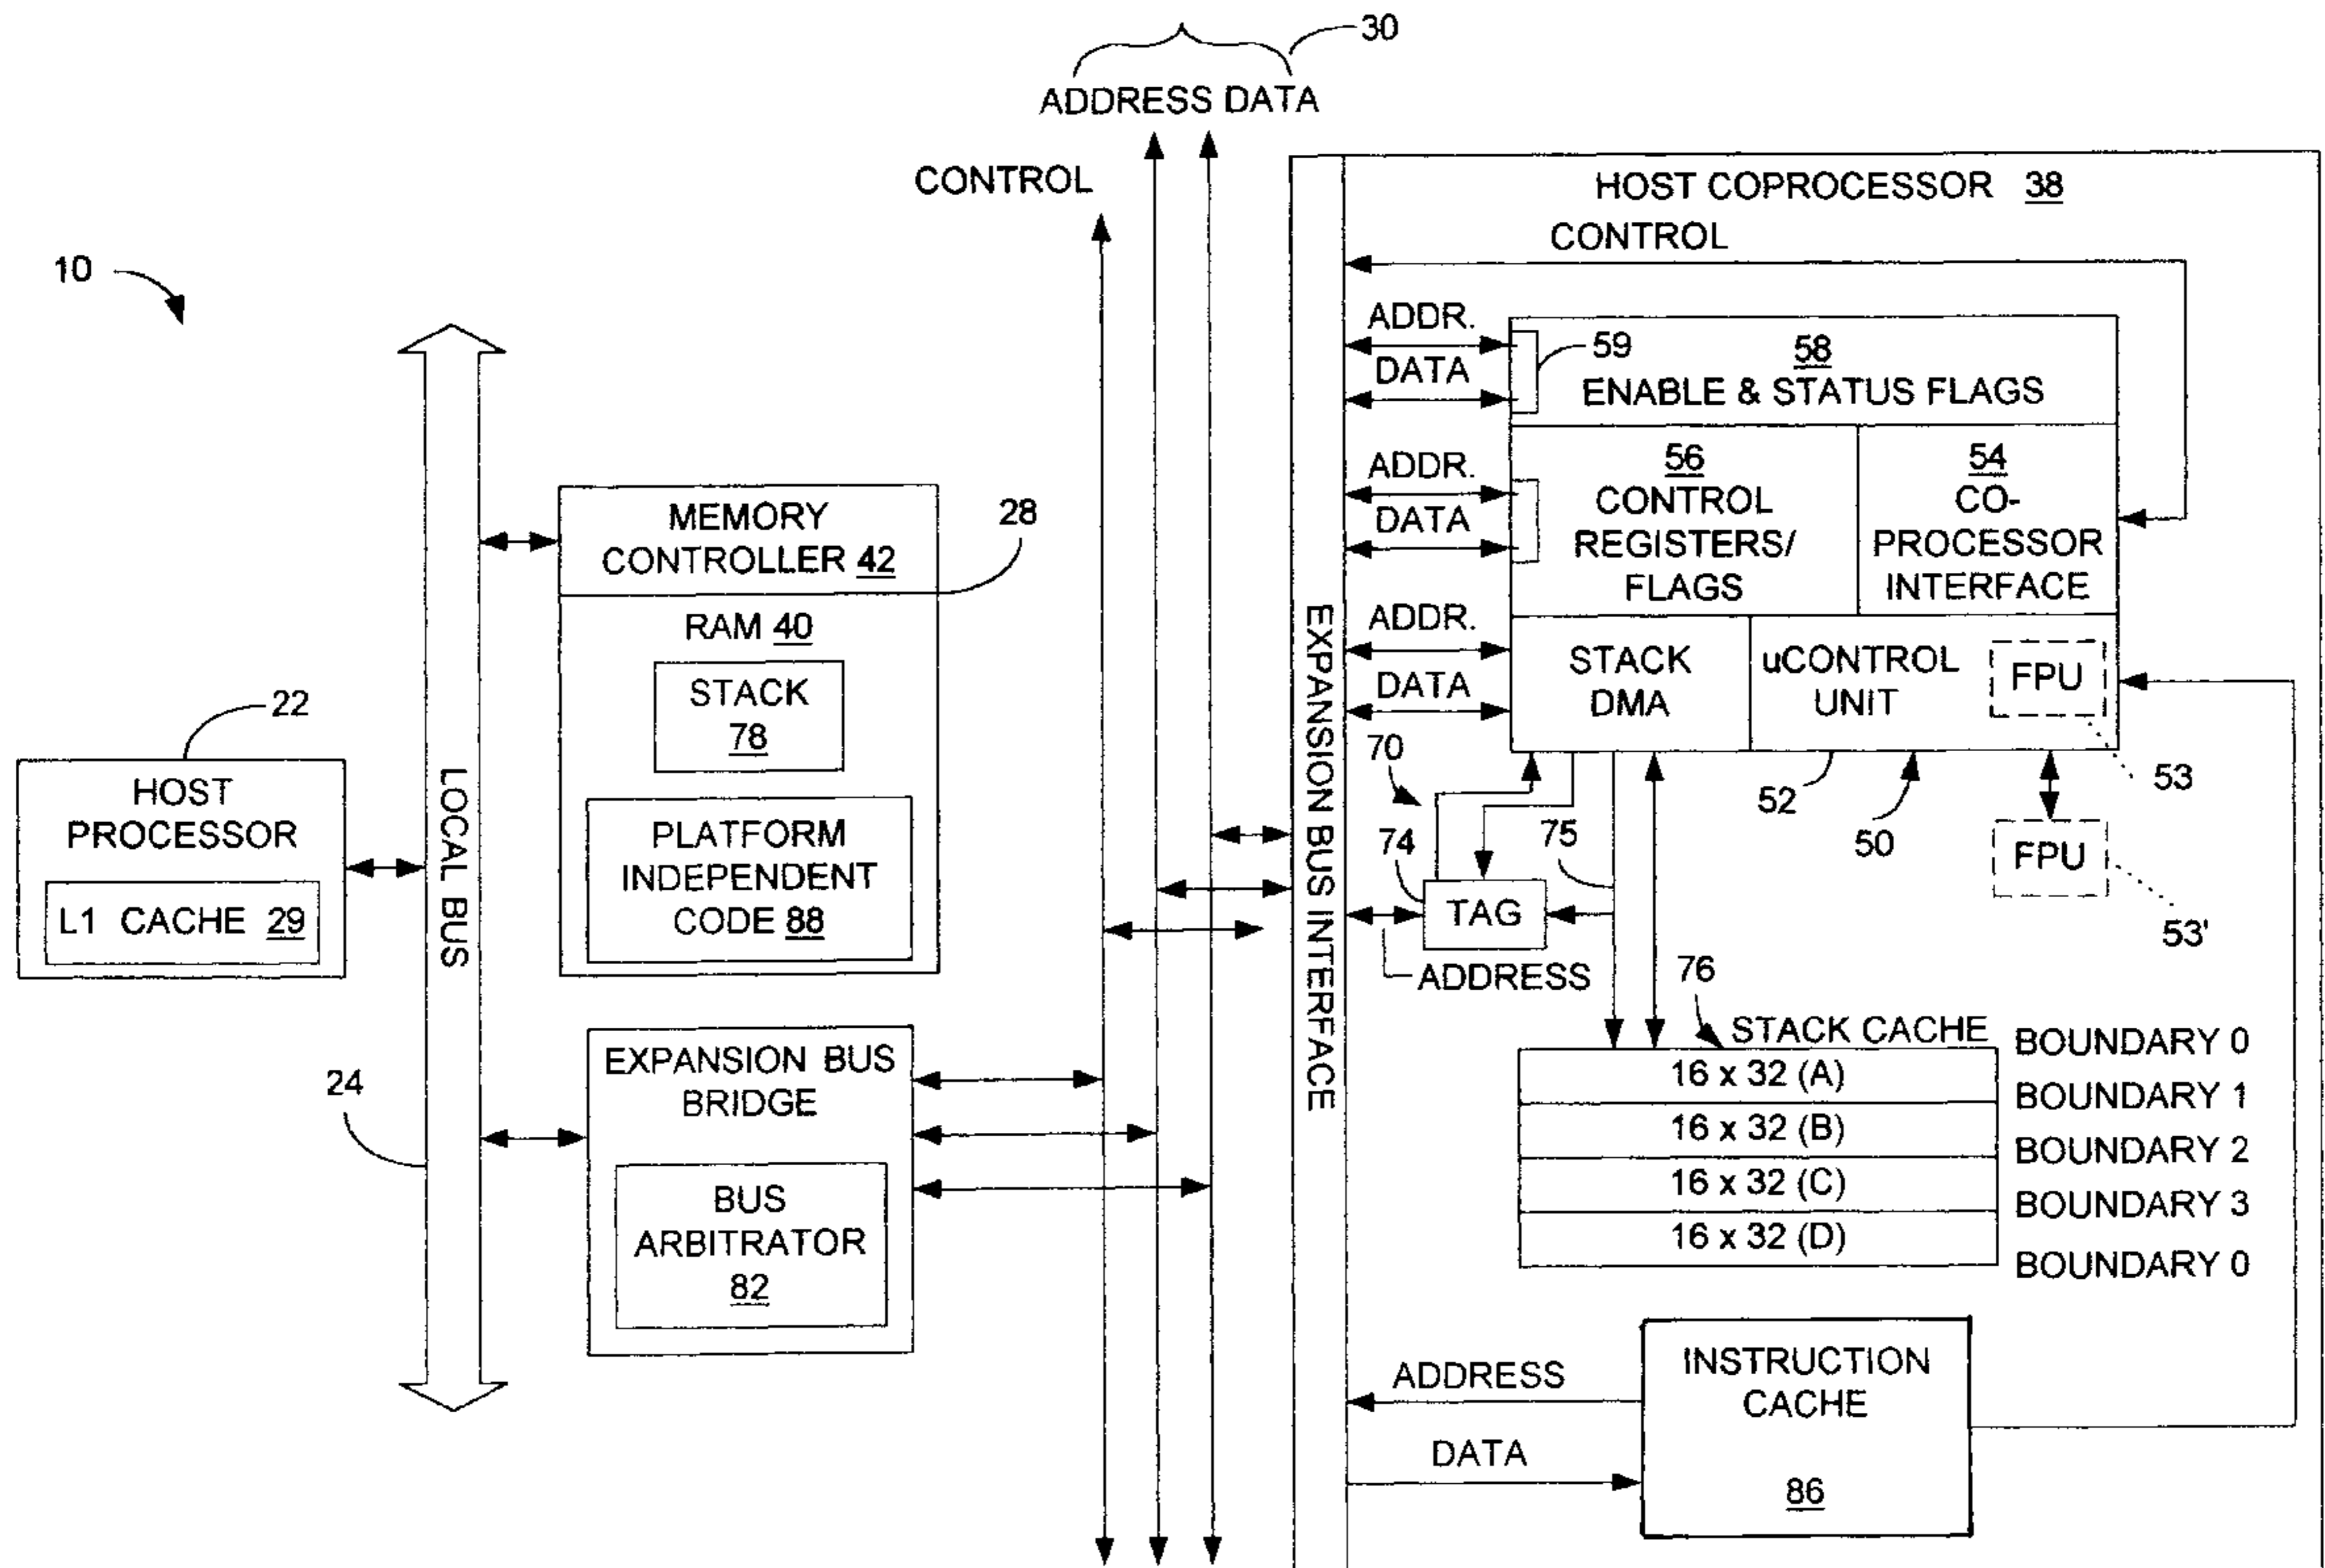 30
ADDRESS DATA
CONTROL
10
HOST COPROCESSOR 38
CONTROL
ADDR.
DATA
59
58
ENABLE & STATUS FLAGS
ADDR.
DATA
56
CONTROL
REGISTERS/
FLAGS
54
CO-
PROCESSOR
INTERFACE
ADDR.
DATA
STACK
DMA
uCONTROL
UNIT
FPU
53
52
50
FPU
53'
70
74
75
TAG
ADDRESS
76
STACK CACHE
BOUNDARY 0
16 x 32 (A)
BOUNDARY 1
16 x 32 (B)
BOUNDARY 2
16 x 32 (C)
BOUNDARY 3
16 x 32 (D)
BOUNDARY 0
ADDRESS
DATA
INSTRUCTION
CACHE
86
EXPANSION BUS INTERFACE
MEMORY
CONTROLLER 42
28
RAM 40
STACK
78
PLATFORM
INDEPENDENT
CODE 88
22
HOST
PROCESSOR
L1 CACHE 29
LOCAL BUS
24
EXPANSION BUS
BRIDGE
BUS
ARBITRATOR
82